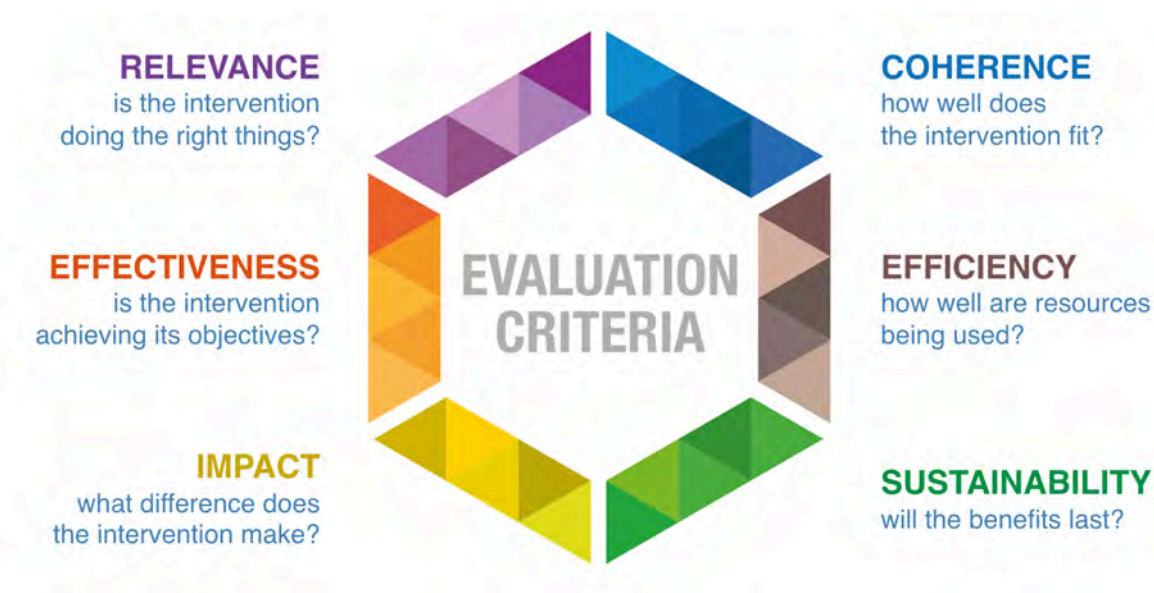 RELEVANCE
is the intervention
doing the right things?
COHERENCE
how well does
the intervention fit?
EFFECTIVENESS
is the intervention
achieving its objectives?
EVALUATION
CRITERIA
EFFICIENCY
how well are resources
being used?
IMPACT
what difference does
the intervention make?
SUSTAINABILITY
will the benefits last?